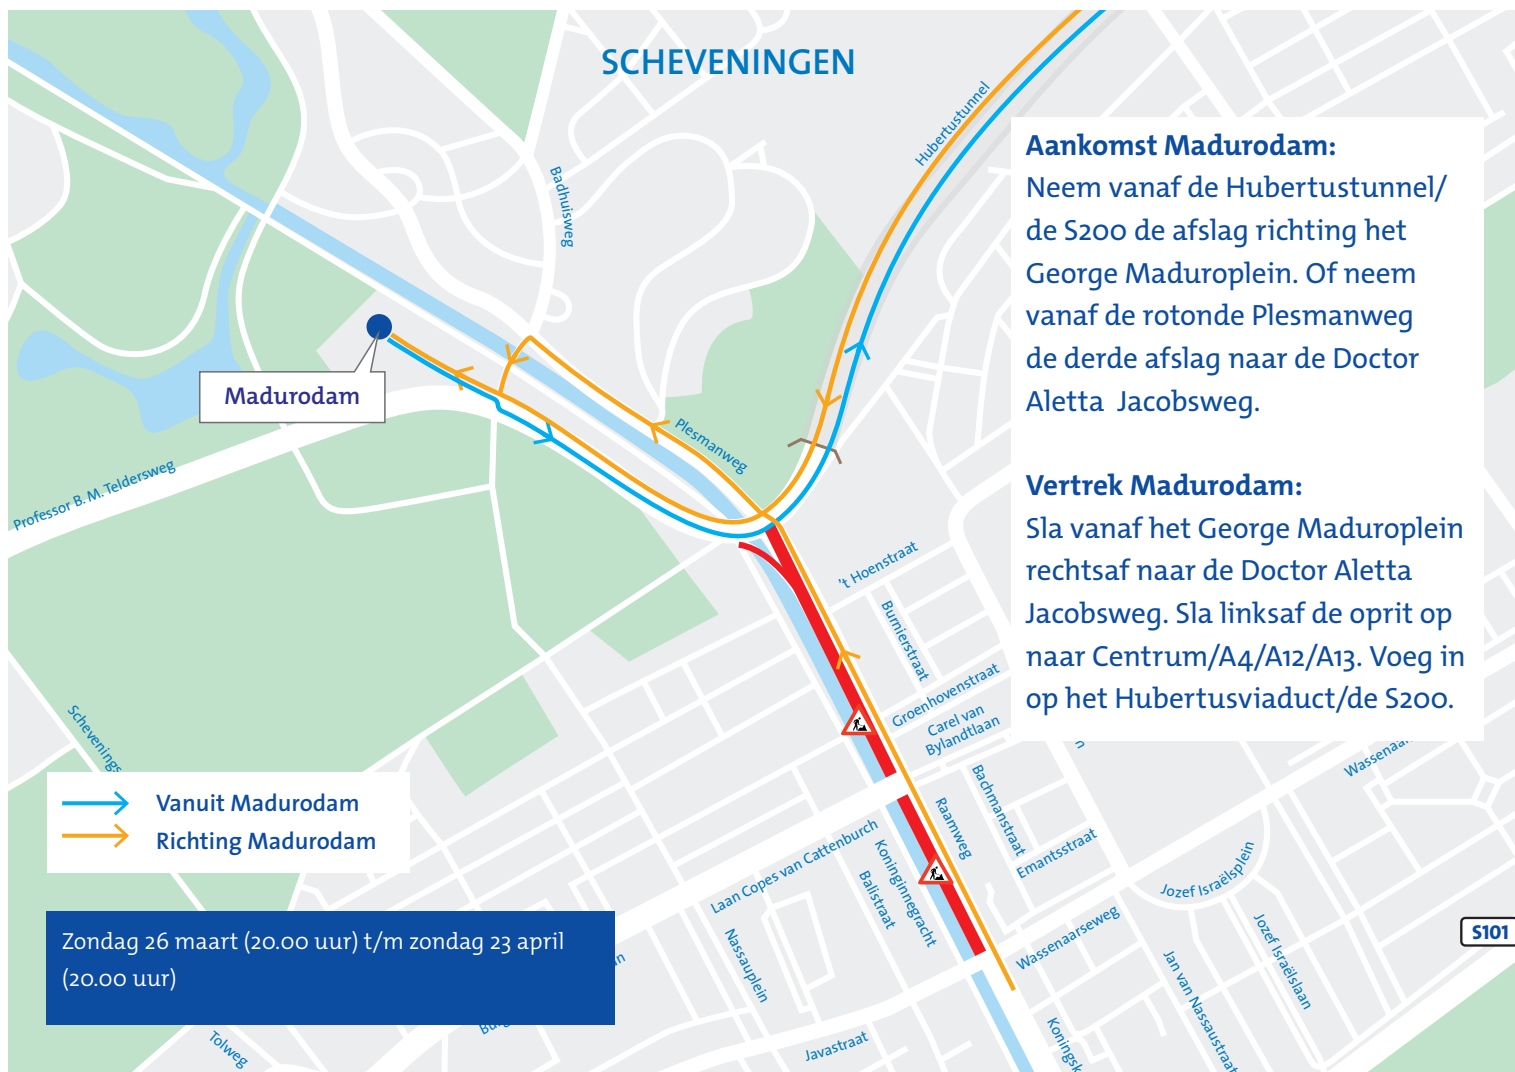 SCHEVENINGEN
Hubertustunnel
Badhuisweg
Aankomst Madurodam:
Neem vanaf de Hubertustunnel/
de S200 de afslag richting het
George Maduroplein. Of neem
vanaf de rotonde Plesmanweg
de derde afslag naar de Doctor
Aletta Jacobsweg.
Vertrek Madurodam:
Sla vanaf het George Maduroplein
rechtsaf naar de Doctor Aletta
Jacobsweg. Sla linksaf de oprit op
naar Centrum/A4/A12/A13. Voeg in
op het Hubertusviaduct/de S200.
Madurodam
Plesmanweg
Professor B. M. Teldersweg
't Hoenstraat
Burnierstraat
Groenhovenstraat
Carel van
Bylandtlaan
Bachmanstraat
Raamweg
Emantsstraat
Laan Copes van Cattenburch
Koninginnegracht
Balistraat
Nassauplein
Wassenaarseweg
Jozef Israëlsplein
Jozef Israëlslaan
Jan van Nassaustraat
S101
Wassenaar
Schevenings
Vanuit Madurodam
Richting Madurodam
Zondag 26 maart (20.00 uur) t/m zondag 23 april
(20.00 uur)
Tolweg
Javastraat
Koningsk